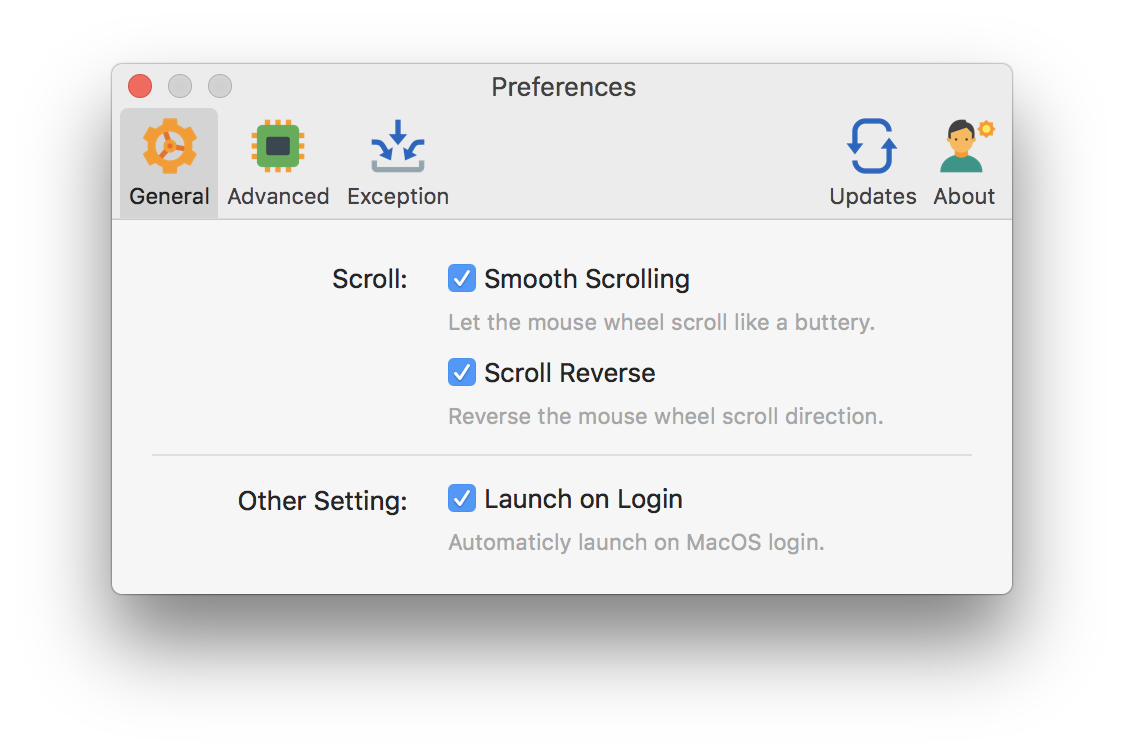 Preferences
General Advanced Exception Updates About
Scroll: Smooth Scrolling
Let the mouse wheel scroll like a buttery.
Scroll Reverse
Reverse the mouse wheel scroll direction.
Other Setting: Launch on Login
Automaticly launch on MacOS login.